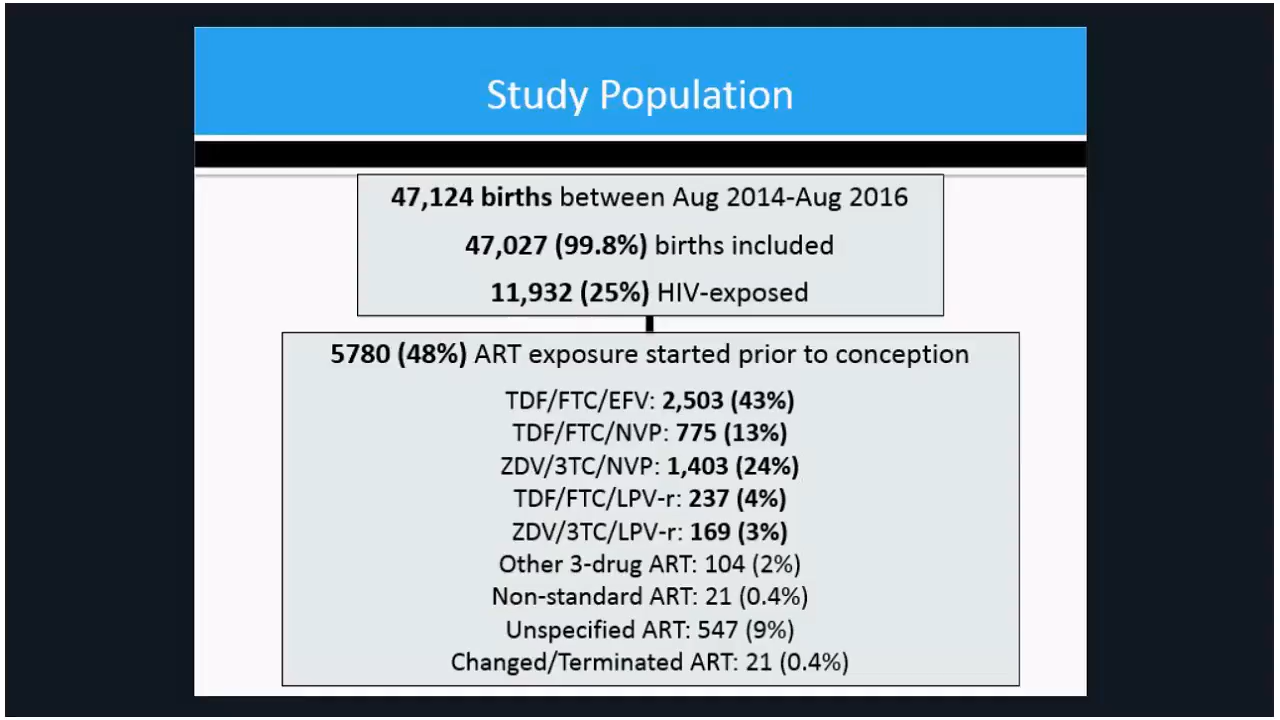 Study Population
47,124 births between Aug 2014-Aug 2016
47,027 (99.8%) births included
11,932 (25%) HIV-exposed
5780 (48%) ART exposure started prior to conception
TDF/FTC/EFV: 2,503 (43%)
TDF/FTC/NVP: 775 (13%)
ZDV/3TC/NVP: 1,403 (24%)
TDF/FTC/LPV-r: 237 (4%)
ZDV/3TC/LPV-r: 169 (3%)
Other 3-drug ART: 104 (2%)
Non-standard ART: 21 (0.4%)
Unspecified ART: 547 (9%)
Changed/Terminated ART: 21 (0.4%)